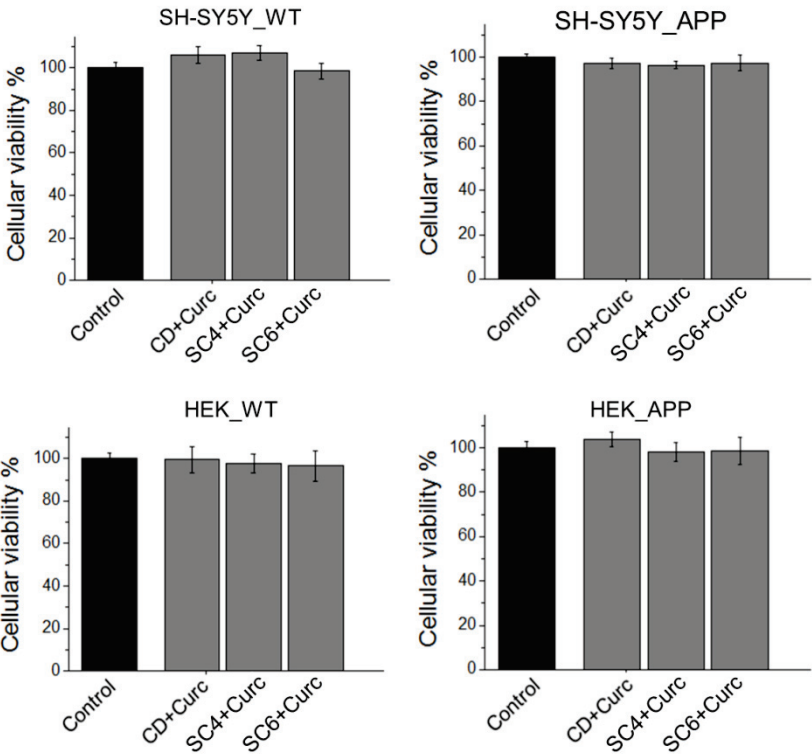 SH-SY5Y_WT
Cellular viability %
100
80
60
40
20
0
Control
CD+Curc
SC4+Curc
SC6+Curc
SH-SY5Y_APP
Cellular viability %
100
80
60
40
20
0
Control
CD+Curc
SC4+Curc
SC6+Curc
HEK_WT
Cellular viability %
100
80
60
40
20
0
Control
CD+Curc
SC4+Curc
SC6+Curc
HEK_APP
Cellular viability %
100
80
60
40
20
0
Control
CD+Curc
SC4+Curc
SC6+Curc